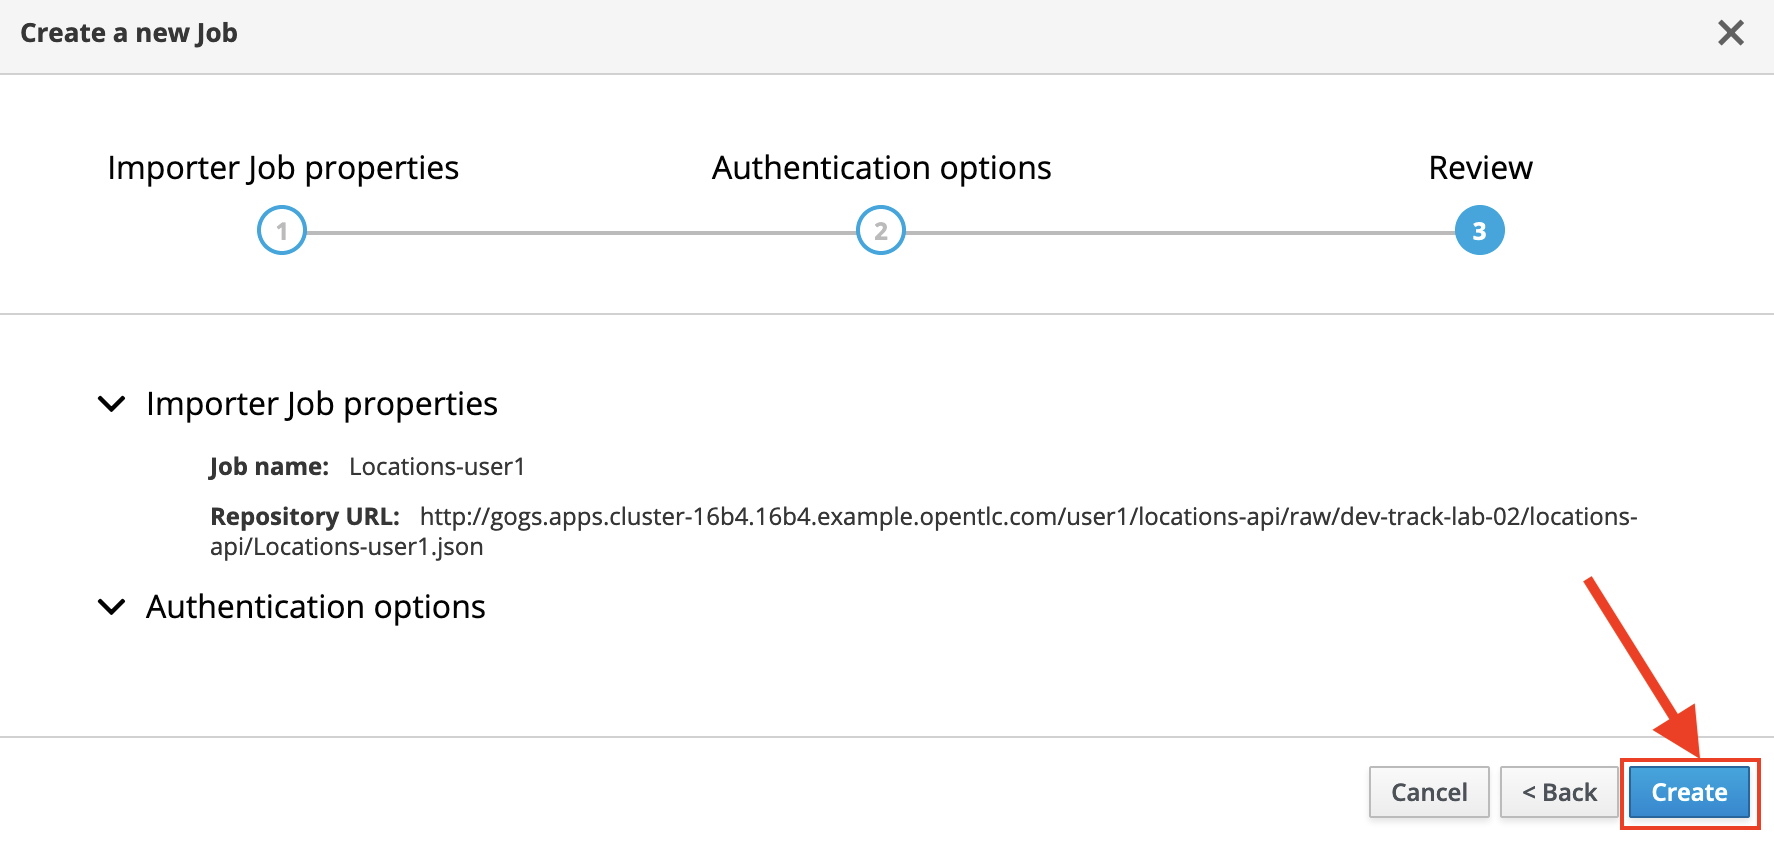 Create a new Job
Importer Job properties
Authentication options
Review
1
2
3
Importer Job properties
Job name: Locations-user1
Repository URL: http://gogs.apps.cluster-16b4.16b4.example.opentlc.com/user1/locations-api/raw/dev-track-lab-02/locations-
api/Locations-user1.json
Authentication options
Cancel
< Back
Create